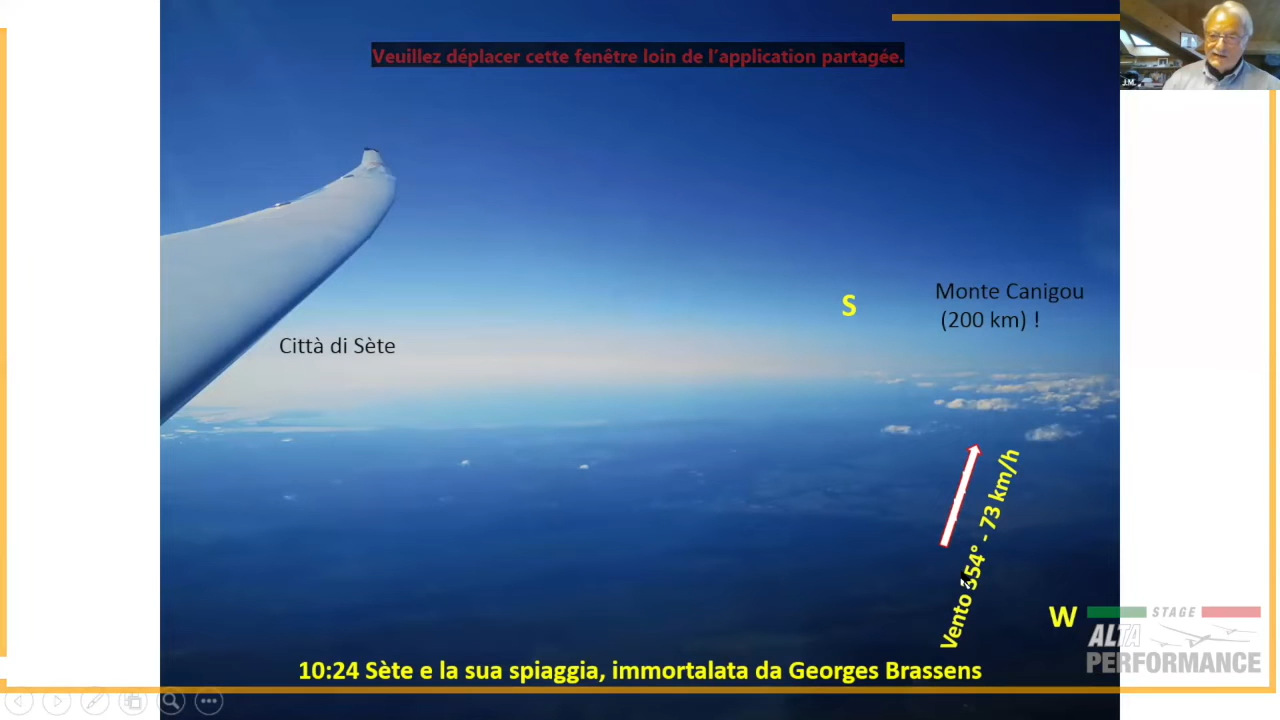 Veuillez déplacer cette fenêtre loin de l'application partagée.
J.M.
S
Monte Canigou
(200 km) !
Città di Sète
Vento 354° - 73 km/h
W
STAGE
ALTA
PERFORMANCE
10:24 Sète e la sua spiaggia, immortalata da Georges Brassens